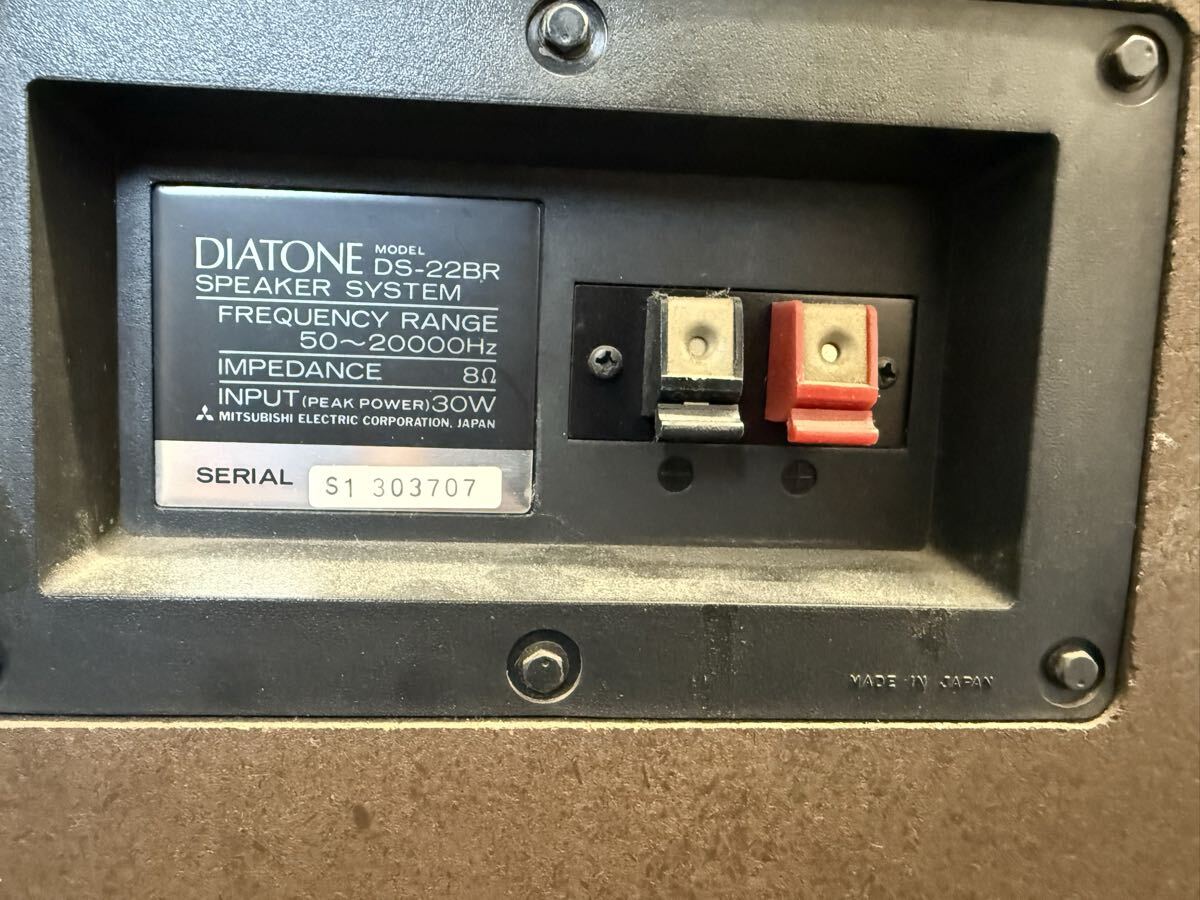 DIATONE MODEL DS-22BR
SPEAKER SYSTEM
FREQUENCY RANGE
50~20000Hz
IMPEDANCE 8Ω
INPUT (PEAK POWER) 30W
MITSUBISHI ELECTRIC CORPORATION, JAPAN
SERIAL S1 303707
MADE IN JAPAN